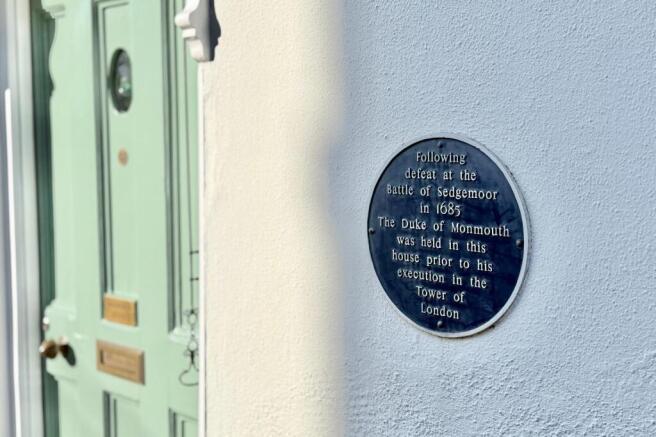 Following
defeat at the
Battle of Sedgemoor
in 1685
The Duke of Monmouth
was held in this
house prior to his
execution in the
Tower of
London